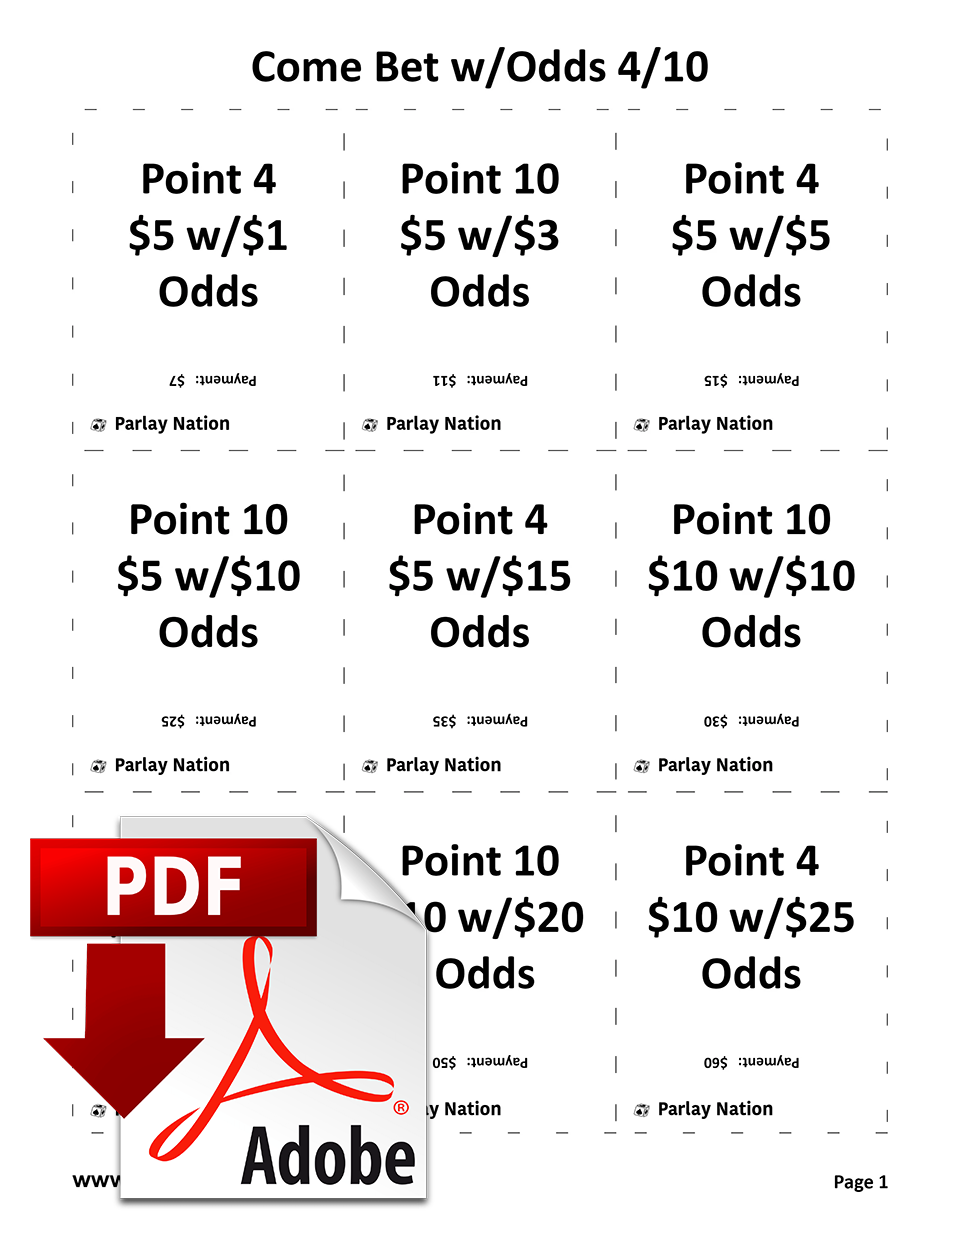 Come Bet w/Odds 4/10
Point 4
$5 w/$1
Odds
Payment: $7
Parlay Nation
Point 10
$5 w/$3
Odds
Payment: $11
Parlay Nation
Point 4
$5 w/$5
Odds
Payment: $15
Parlay Nation
Point 10
$5 w/$10
Odds
Payment: $25
Parlay Nation
Point 4
$5 w/$15
Odds
Payment: $35
Parlay Nation
Point 10
$10 w/$10
Odds
Payment: $30
Parlay Nation
PDF
Adobe®
Point 10
10 w/$20
Odds
Payment: $50
Nation
Point 4
$10 w/$25
Odds
Payment: $60
Parlay Nation
Page 1